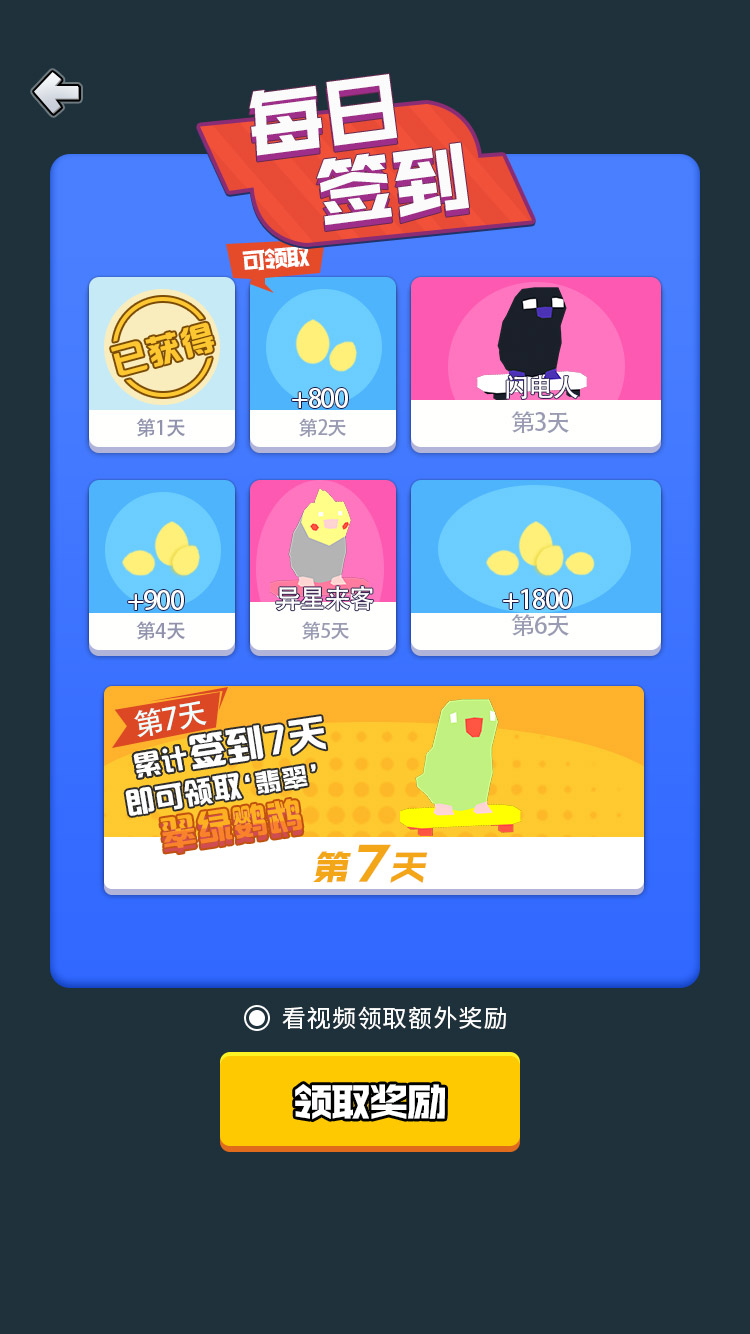 每日
签到
可领取
已获得
第1天
+800
第2天
闪电人
第3天
+900
第4天
异星来客
第5天
+1800
第6天
第7天
累计签到7天
即可领取‘翡翠’
翠绿鹦鹉
第7天
看视频领取额外奖励
领取奖励